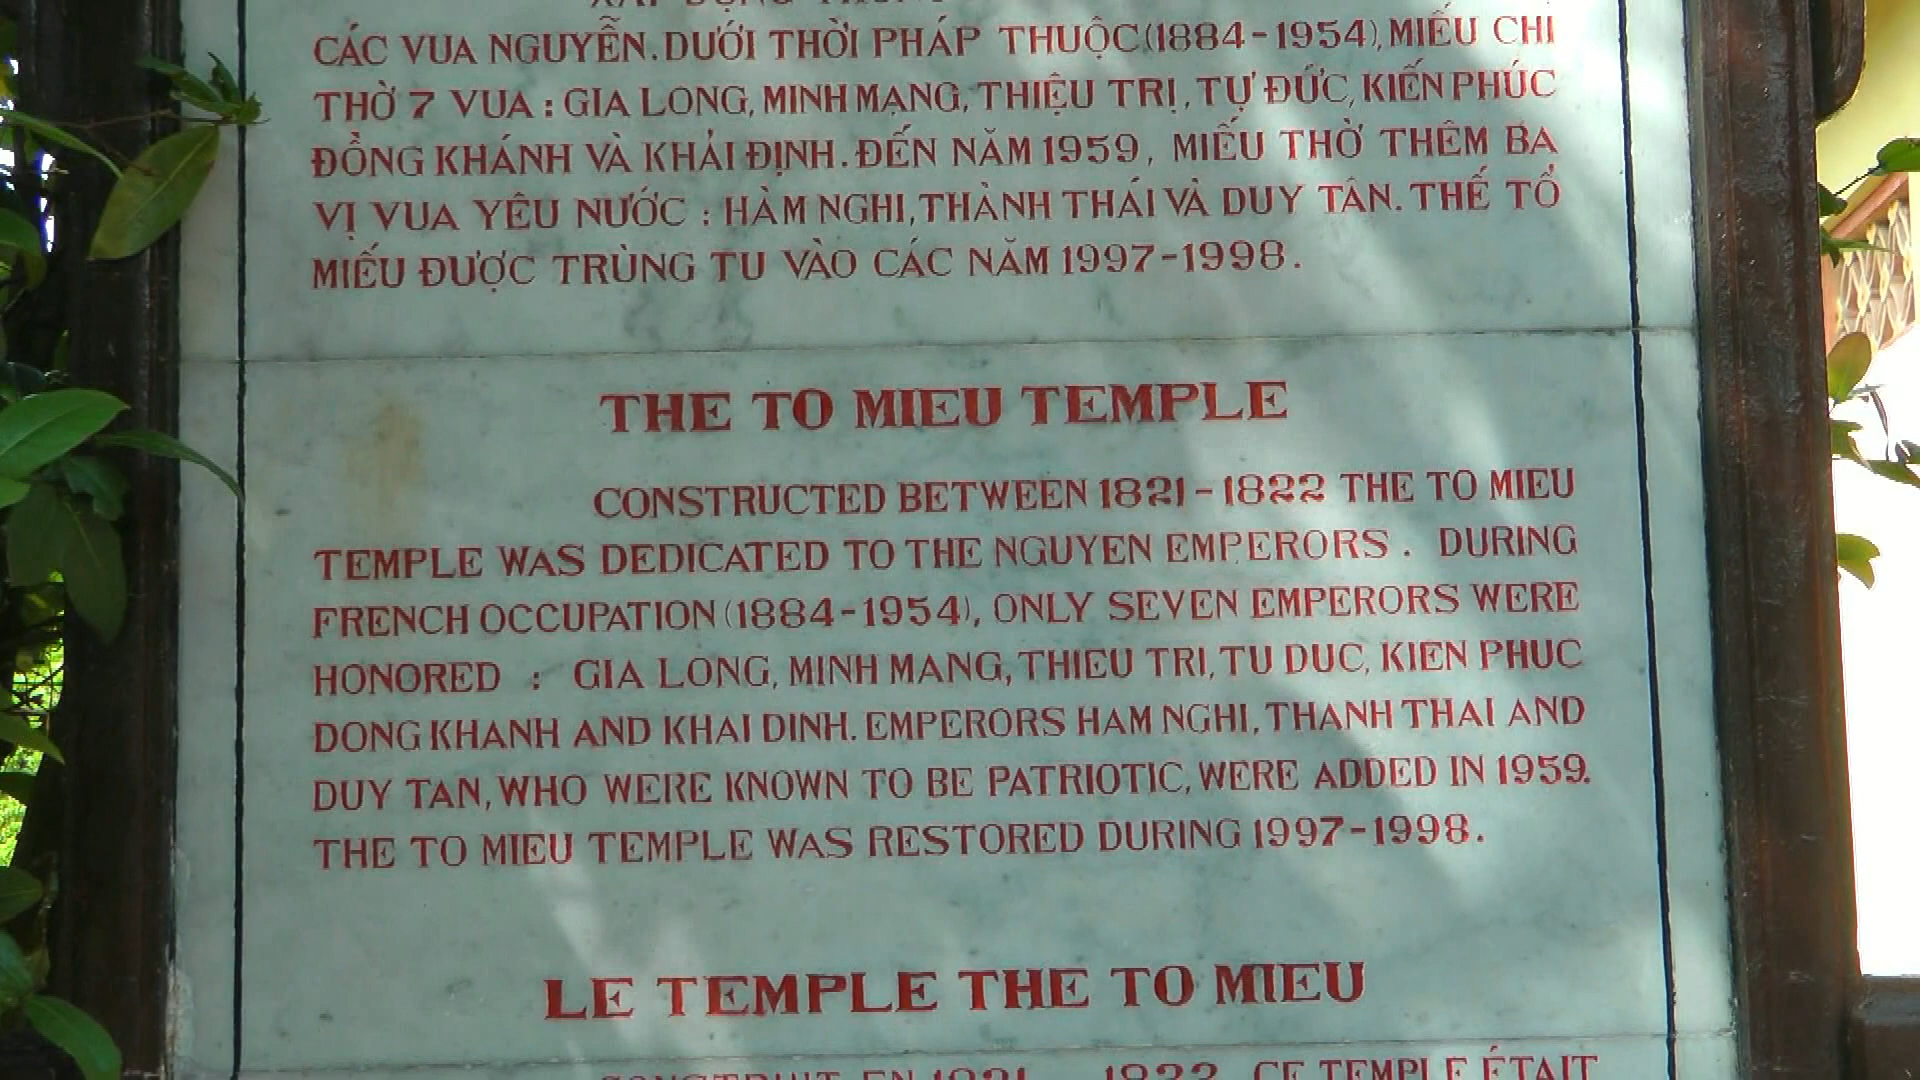 CÁC VUA NGUYỄN. DƯỚI THỜI PHÁP THUỘC (1884-1954), MIẾU CHI
THỜ 7 VUA : GIA LONG, MINH MẠNG, THIỆU TRỊ, TỰ ĐỨC, KIẾN PHÚC
ĐỒNG KHÁNH VÀ KHẢI ĐỊNH. ĐẾN NĂM 1959, MIẾU THỜ THÊM BA
VỊ VUA YÊU NƯỚC : HÀM NGHI, THÀNH THÁI VÀ DUY TÂN. THẾ TỔ
MIẾU ĐƯỢC TRÙNG TU VÀO CÁC NĂM 1997-1998.
THE TO MIEU TEMPLE
CONSTRUCTED BETWEEN 1821-1822 THE TO MIEU
TEMPLE WAS DEDICATED TO THE NGUYEN EMPERORS. DURING
FRENCH OCCUPATION (1884-1954), ONLY SEVEN EMPERORS WERE
HONORED : GIA LONG, MINH MANG, THIEU TRI, TU DUC, KIEN PHUC
DONG KHANH AND KHAI DINH. EMPERORS HAM NGHI, THANH THAI AND
DUY TAN, WHO WERE KNOWN TO BE PATRIOTIC, WERE ADDED IN 1959.
THE TO MIEU TEMPLE WAS RESTORED DURING 1997-1998.
LE TEMPLE THE TO MIEU
CONSTRUIT EN 1821 - 1822, CE TEMPLE ÉTAIT